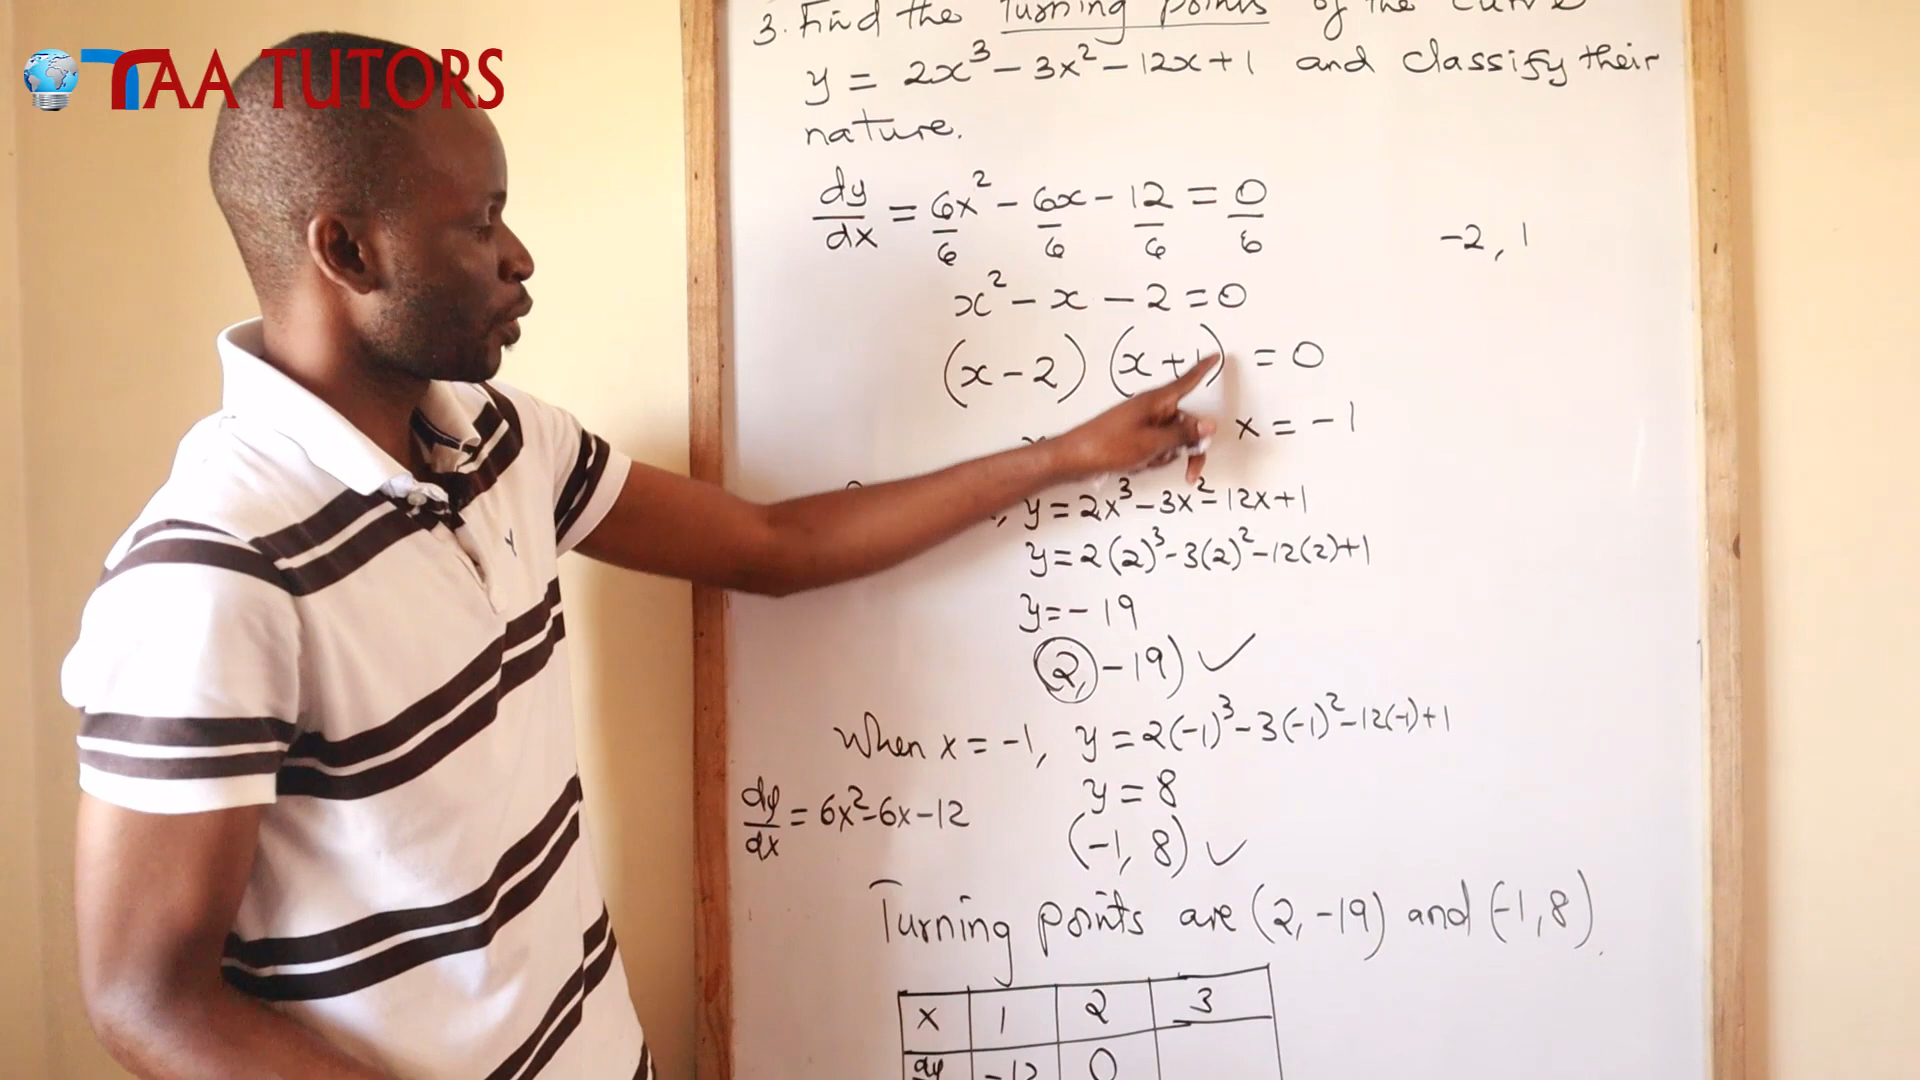 TAA TUTORS
3. Find the Turning points of the curve
y = 2x³ - 3x² - 12x + 1 and classify their
nature.
dy/dx = 6x²/6 - 6x/6 - 12/6 = 0/6
-2, 1
x² - x - 2 = 0
(x - 2) (x + 1) = 0
x = -1
, y = 2x³ - 3x² - 12x + 1
y = 2(2)³ - 3(2)² - 12(2) + 1
y = - 19
(2, -19) ✓
When x = -1, y = 2(-1)³ - 3(-1)² - 12(-1) + 1
dy/dx = 6x² - 6x - 12
y = 8
(-1, 8) ✓
Turning points are (2, -19) and (-1, 8).
x 1 2 3
dy -12 0